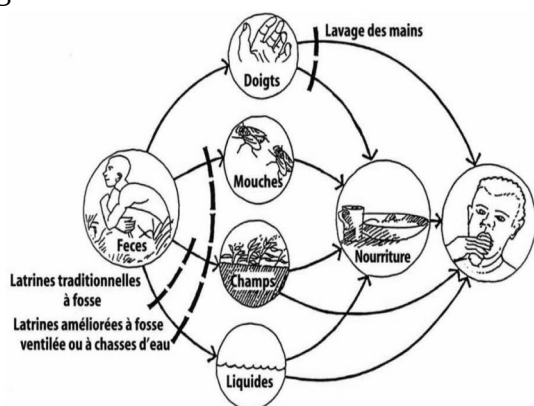 Lavage des mains
Doigts
Mouches
Feces
Nourriture
Champs
Latrines traditionnelles
à fosse
Latrines améliorées à fosse
ventilée ou à chasses d'eau
Liquides